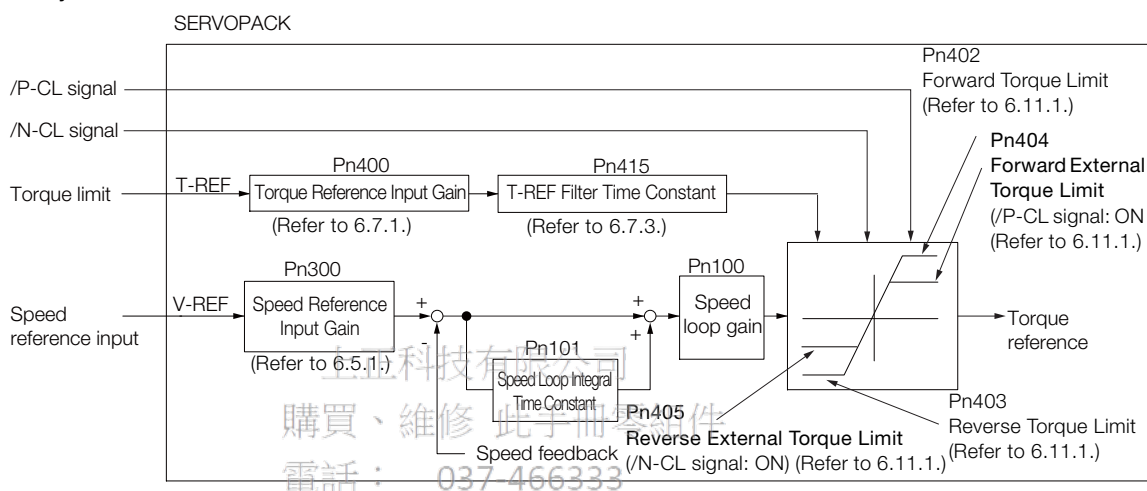 SERVOPACK
/P-CL signal
/N-CL signal
Torque limit
T-REF
Pn400
Torque Reference Input Gain
(Refer to 6.7.1.)
Pn415
T-REF Filter Time Constant
(Refer to 6.7.3.)
Pn402
Forward Torque Limit
(Refer to 6.11.1.)
Pn404
Forward External
Torque Limit
(/P-CL signal: ON
(Refer to 6.11.1.)
Speed
reference input
V-REF
Pn300
Speed Reference
Input Gain
(Refer to 6.5.1.)
+
-
Pn101
Speed Loop Integral
Time Constant
+
+
Pn100
Speed
loop gain
Torque
reference
Speed feedback
Pn405
Reverse External Torque Limit
(/N-CL signal: ON) (Refer to 6.11.1.)
Pn403
Reverse Torque Limit
(Refer to 6.11.1.)
上正科技有限公司
購買、維修 此手冊零組件
電話： 037-466333